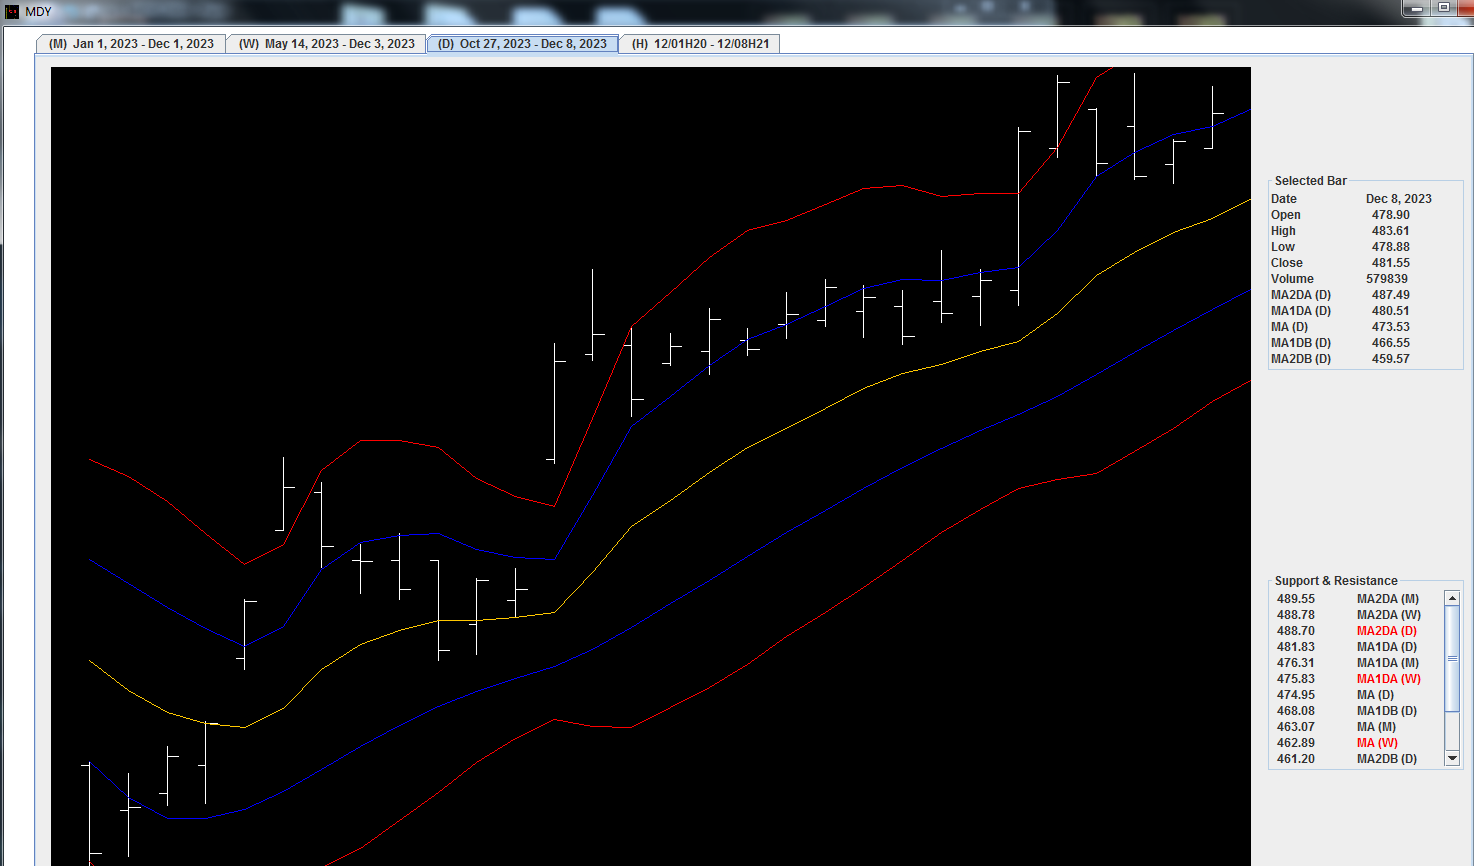 MDY
(M) Jan 1, 2023 - Dec 1, 2023 (W) May 14, 2023 - Dec 3, 2023 (D) Oct 27, 2023 - Dec 8, 2023 (H) 12/01H20 - 12/08H21
Selected Bar
Date Dec 8, 2023
Open 478.90
High 483.61
Low 478.88
Close 481.55
Volume 579839
MA2DA (D) 487.49
MA1DA (D) 480.51
MA (D) 473.53
MA1DB (D) 466.55
MA2DB (D) 459.57
Support & Resistance
489.55 MA2DA (M)
488.78 MA2DA (W)
488.70 MA2DA (D)
481.83 MA1DA (D)
476.31 MA1DA (M)
475.83 MA1DA (W)
474.95 MA (D)
468.08 MA1DB (D)
463.07 MA (M)
462.89 MA (W)
461.20 MA2DB (D)